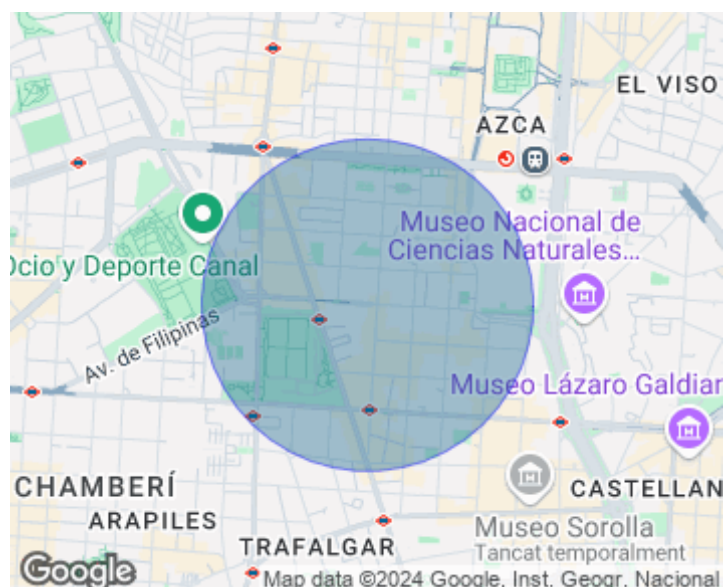 EL VISO
AZCA
Museo Nacional de
Ciencias Naturales...
Ocio y Deporte Canal
Av. de Filipinas
Museo Lázaro Galdiar
CHAMBERÍ
CASTELLAN
ARAPILES
Museo Sorolla
TRAFALGAR
Tancat temporalment
Google
Map data ©2024 Google, Inst. Geogr. Nacional